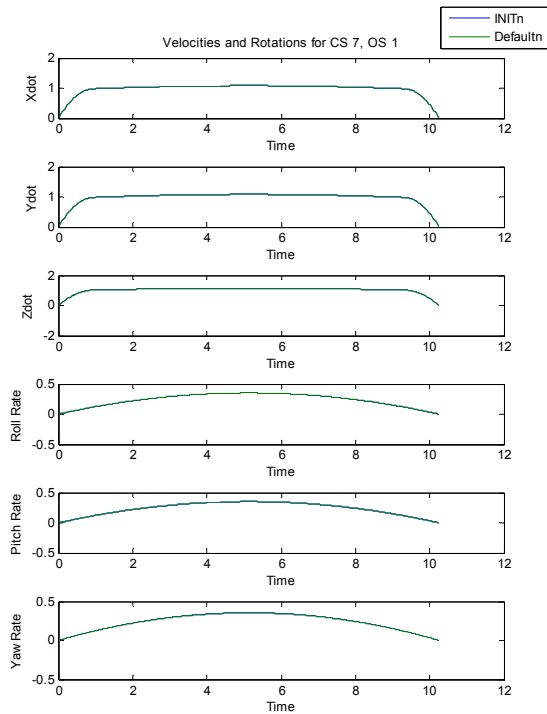 INITn
Defaultn
Velocities and Rotations for CS 7, OS 1
2
1
0
Xdot
0 2 4 6 8 10 12
Time
2
1
0
Ydot
0 2 4 6 8 10 12
Time
2
0
-2
Zdot
0 2 4 6 8 10 12
Time
0.5
0
-0.5
Roll Rate
0 2 4 6 8 10 12
Time
0.5
0
-0.5
Pitch Rate
0 2 4 6 8 10 12
Time
0.5
0
-0.5
Yaw Rate
0 2 4 6 8 10 12
Time